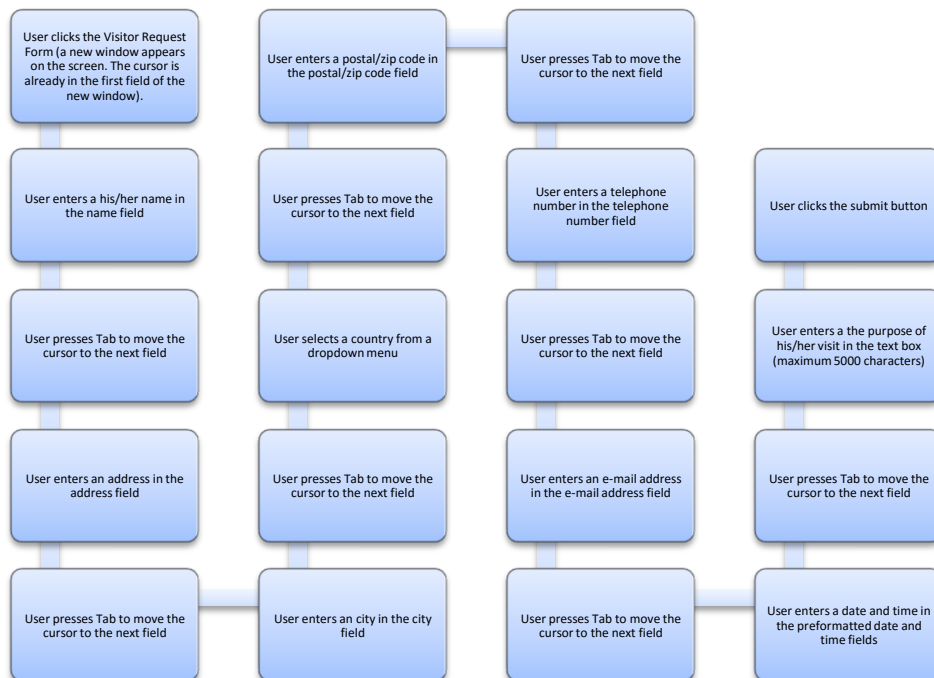 User clicks the Visitor Request
Form (a new window appears
on the screen. The cursor is
already in the first field of the
new window).
User enters a his/her name in
the name field
User presses Tab to move the
cursor to the next field
User enters an address in the
address field
User presses Tab to move the
cursor to the next field
User enters an city in the city
field
User presses Tab to move the
cursor to the next field
User selects a country from a
dropdown menu
User presses Tab to move the
cursor to the next field
User enters a postal/zip code in
the postal/zip code field
User presses Tab to move the
cursor to the next field
User enters a telephone
number in the telephone
number field
User presses Tab to move the
cursor to the next field
User enters an e-mail address
in the e-mail address field
User presses Tab to move the
cursor to the next field
User enters a date and time in
the preformatted date and
time fields
User presses Tab to move the
cursor to the next field
User enters a the purpose of
his/her visit in the text box
(maximum 5000 characters)
User clicks the submit button